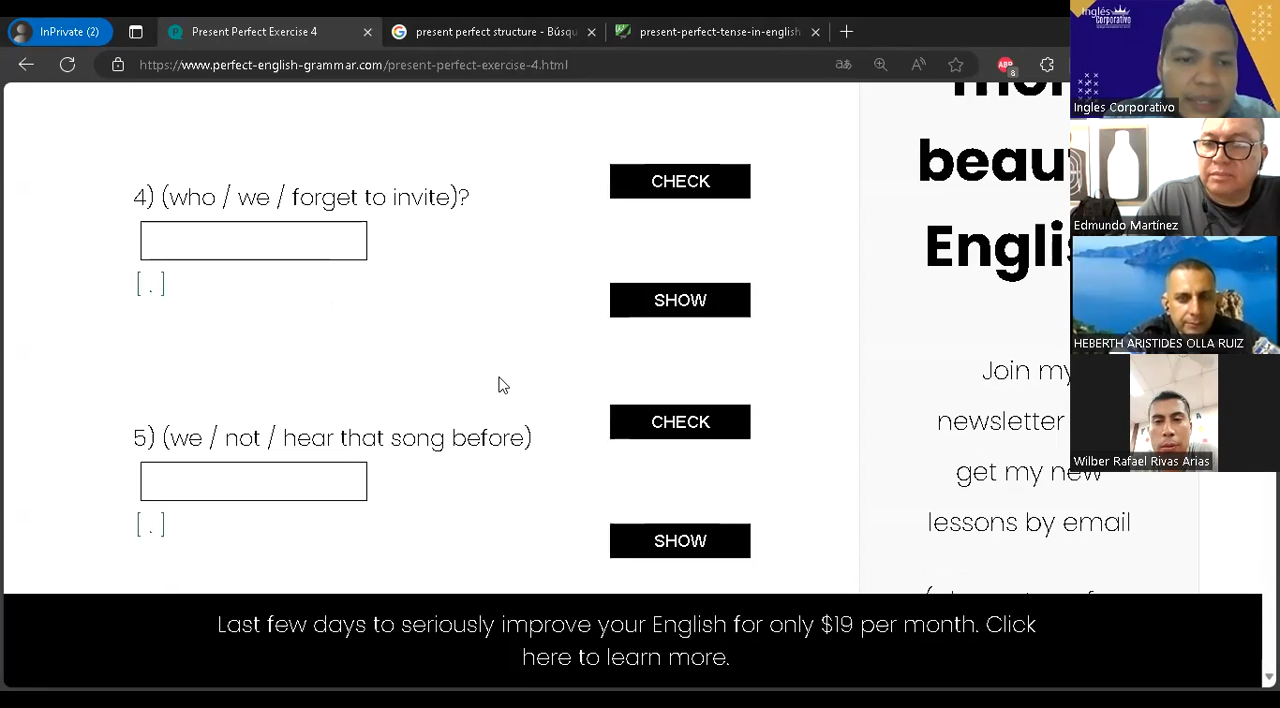 InPrivate (2)
Present Perfect Exercise 4
present perfect structure - Búsqu
present-perfect-tense-in-english
https://www.perfect-english-grammar.com/present-perfect-exercise-4.html
ABP
8
4) (who / we / forget to invite)?
CHECK
[ . ]
SHOW
5) (we / not / hear that song before)
CHECK
[ . ]
SHOW
beau
Englis
Join my
newsletter
get my new
lessons by email
Last few days to seriously improve your English for only $19 per month. Click
here to learn more.
Inglés
Corporativo
Ingles Corporativo
Edmundo Martínez
HEBERTH ARISTIDES OLLA RUIZ
Wilber Rafael Rivas Arias